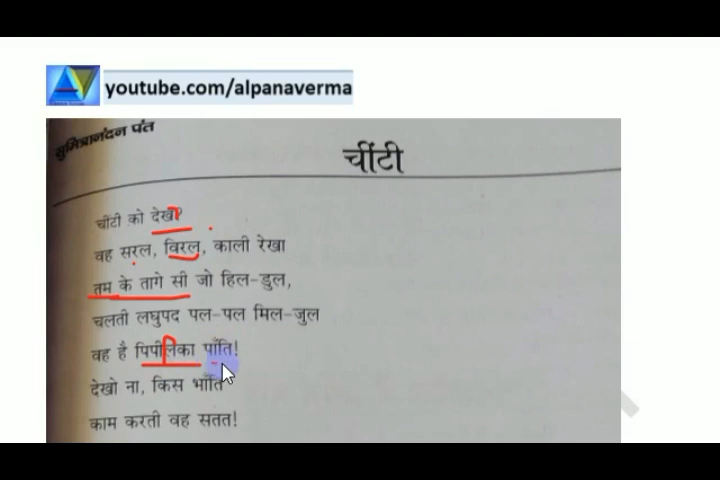 youtube.com/alpanaverma
सुमित्रानंदन पंत
चींटी
चींटी को देखा?
वह सरल, विरल, काली रेखा
तम के तागे सी जो हिल-डुल,
चलती लघुपद पल-पल मिल-जुल
वह है पिपीलिका पाँति!
देखो ना, किस भाँति
काम करती वह सतत!